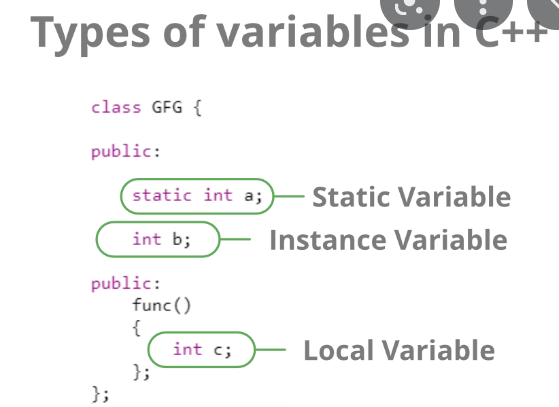 Types of variables in C++
class GFG {
public:
static int a; Static Variable
int b; Instance Variable
public:
func()
{
int c; Local Variable
};
};